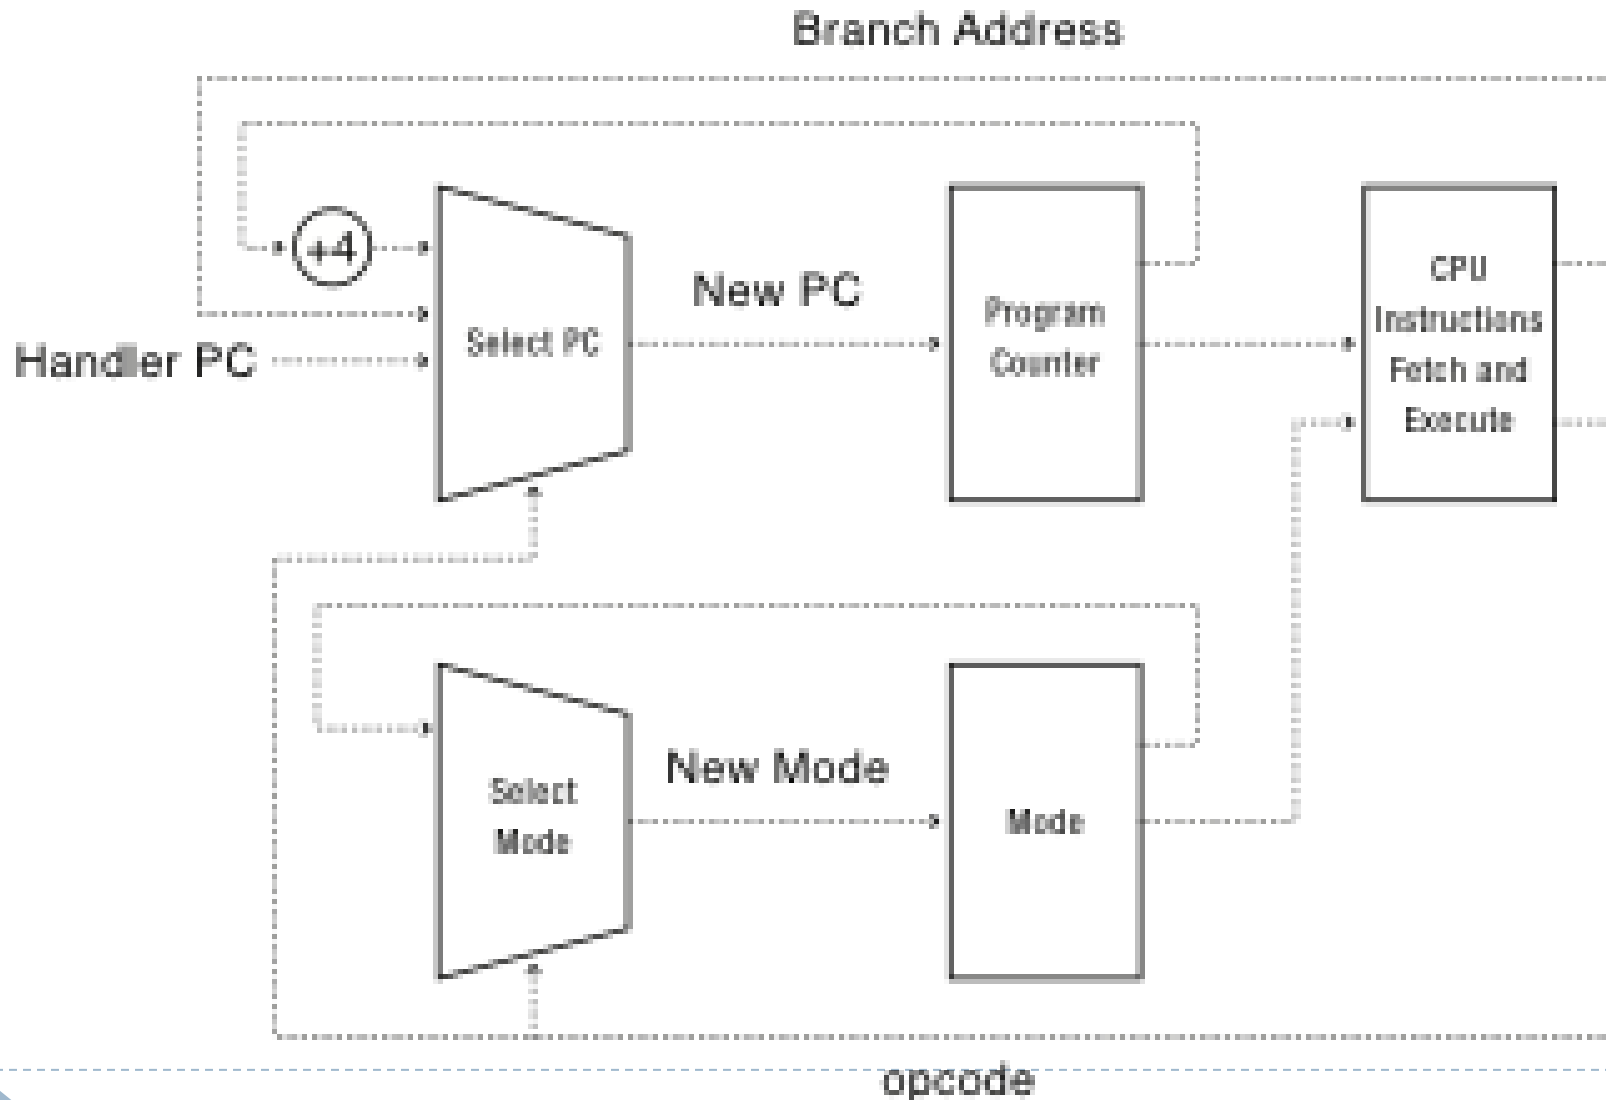 Branch Address
+4
Select PC
New PC
Program
Counter
CPU
Instructions
Fetch and
Execute
Handler PC
Select
Mode
New Mode
Mode
opcode